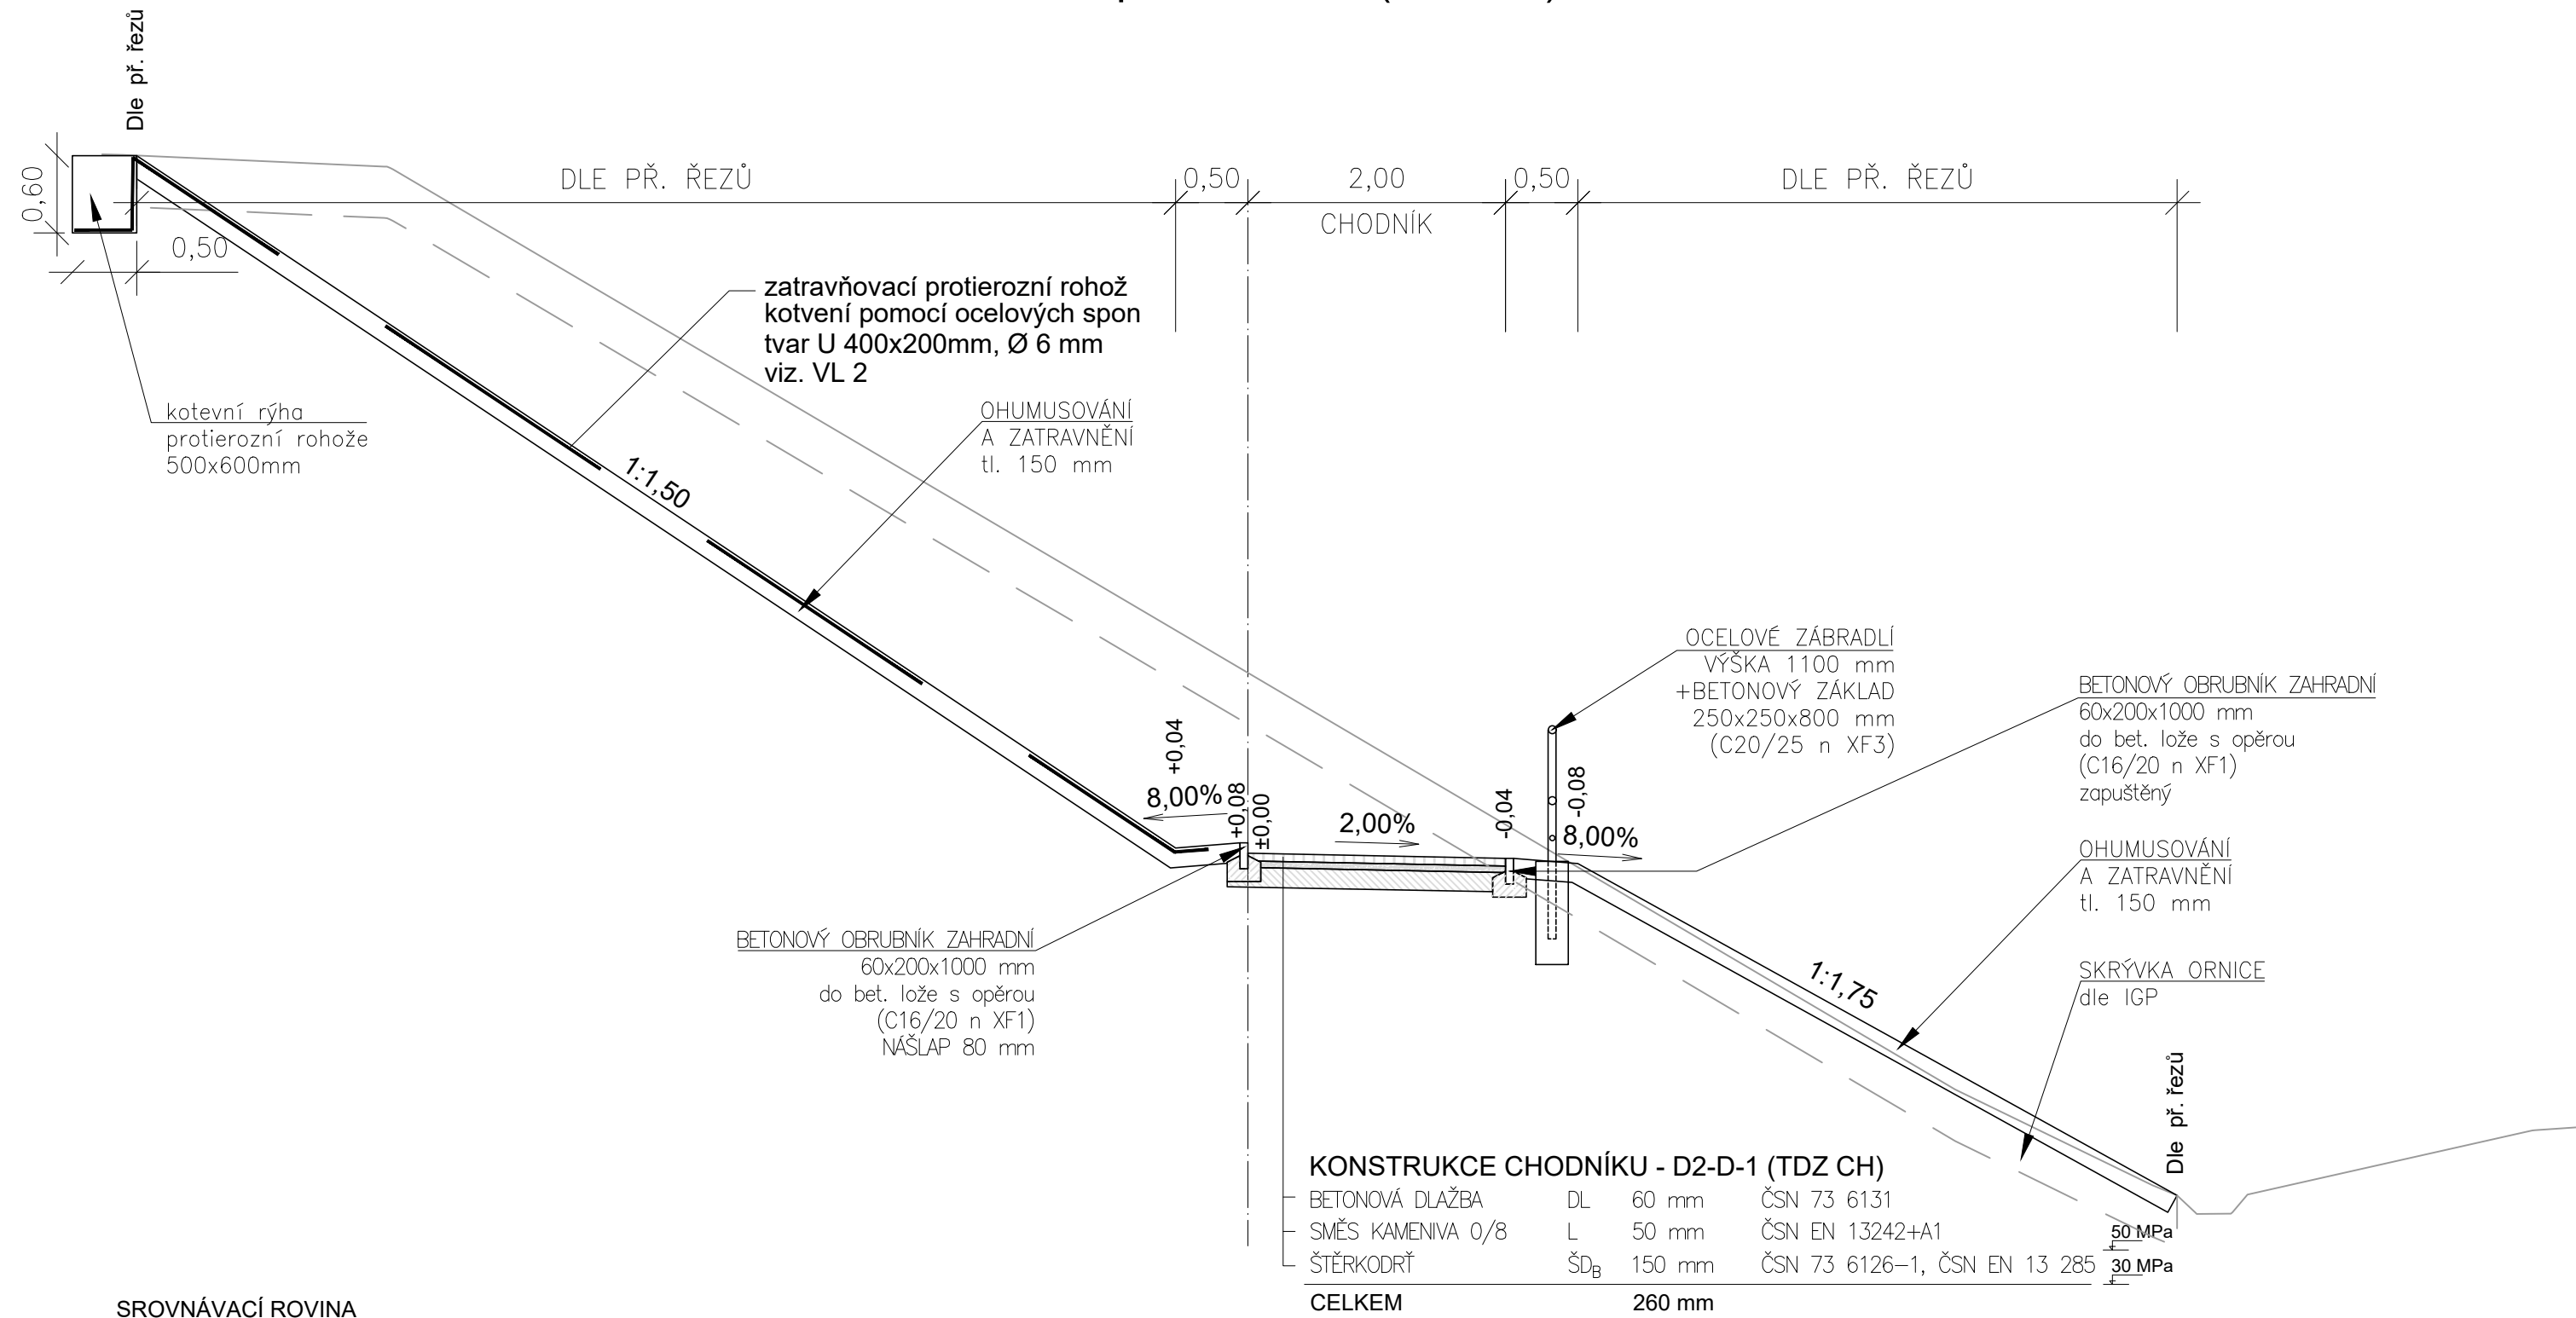 Dle př. řezů
0,60
DLE PŘ. ŘEZŮ
0,50
2,00
0,50
DLE PŘ. ŘEZŮ
CHODNÍK
0,50
zatravňovací protierozní rohož
kotvení pomocí ocelových spon
tvar U 400x200mm, Ø 6 mm
viz. VL 2
kotevní rýha
protierozní rohože
500x600mm
OHUMUSOVÁNÍ
A ZATRAVNĚNÍ
tl. 150 mm
1:1,50
OCELOVÉ ZÁBRADLÍ
VÝŠKA 1100 mm
+BETONOVÝ ZÁKLAD
250x250x800 mm
(C20/25 n XF3)
BETONOVÝ OBRUBNÍK ZAHRADNÍ
60x200x1000 mm
do bet. lože s opěrou
(C16/20 n XF1)
zapuštěný
+0,04
8,00%
+0,08
±0,00
2,00%
-0,04
-0,08
8,00%
OHUMUSOVÁNÍ
A ZATRAVNĚNÍ
tl. 150 mm
BETONOVÝ OBRUBNÍK ZAHRADNÍ
60x200x1000 mm
do bet. lože s opěrou
(C16/20 n XF1)
NÁŠLAP 80 mm
1:1,75
SKRÝVKA ORNICE
dle IGP
Dle př. řezů
KONSTRUKCE CHODNÍKU - D2-D-1 (TDZ CH)
BETONOVÁ DLAŽBA DL 60 mm ČSN 73 6131
SMĚS KAMENIVA 0/8 L 50 mm ČSN EN 13242+A1
50 MPa
ŠTĚRKODRŤ ŠDB 150 mm ČSN 73 6126-1, ČSN EN 13 285
30 MPa
CELKEM 260 mm
SROVNÁVACÍ ROVINA